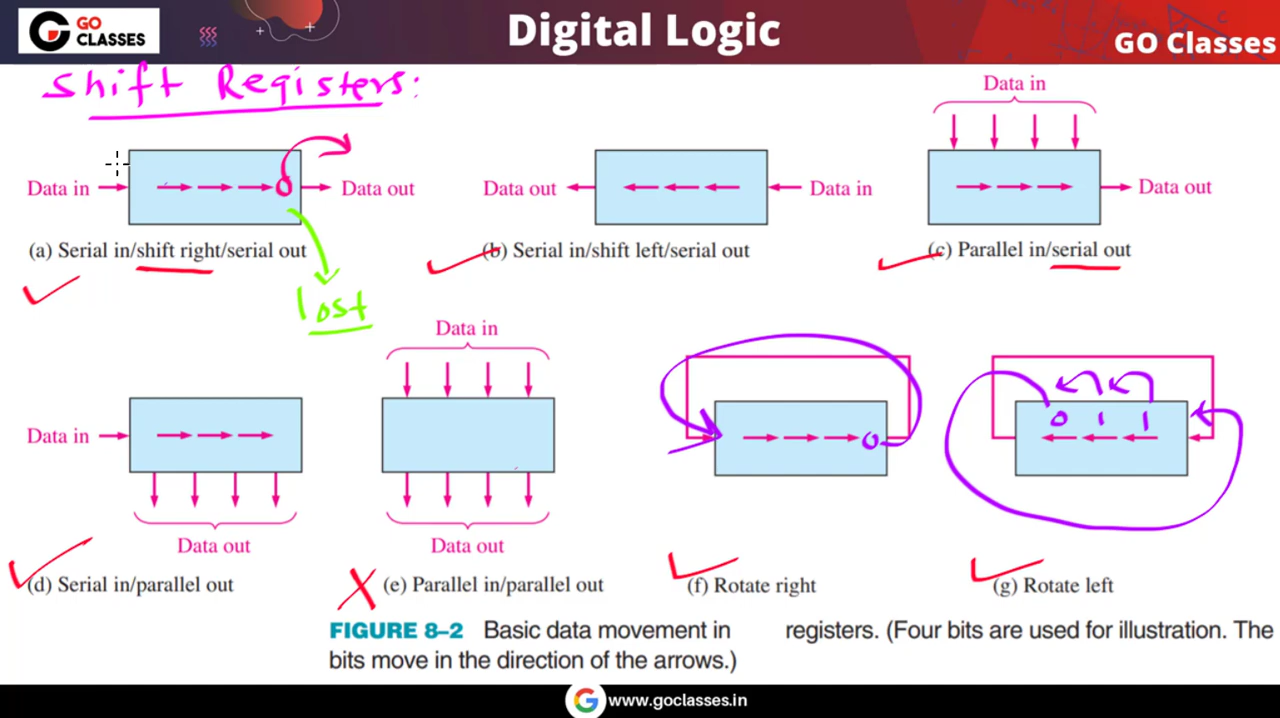 GO
CLASSES
Digital Logic
GO Classes
Shift Registers:
Data in
Data out
(a) Serial in/shift right/serial out
0
lost
Data out
Data in
(b) Serial in/shift left/serial out
Data in
Data out
(c) Parallel in/serial out
Data in
Data out
(d) Serial in/parallel out
Data in
Data out
(e) Parallel in/parallel out
0
(f) Rotate right
0 1 1
(g) Rotate left
FIGURE 8–2 Basic data movement in registers. (Four bits are used for illustration. The
bits move in the direction of the arrows.)
www.goclasses.in